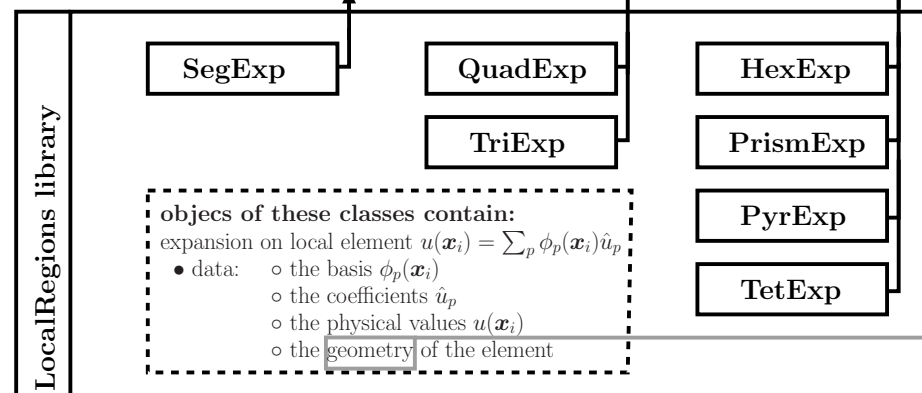 LocalRegions library
SegExp
QuadExp
HexExp
TriExp
PrismExp
PyrExp
TetExp
objecs of these classes contain:
expansion on local element u(𝒙ᵢ) = ∑ₚ ϕₚ(𝒙ᵢ)ûₚ
• data: ○ the basis ϕₚ(𝒙ᵢ)
○ the coefficients ûₚ
○ the physical values u(𝒙ᵢ)
○ the geometry of the element